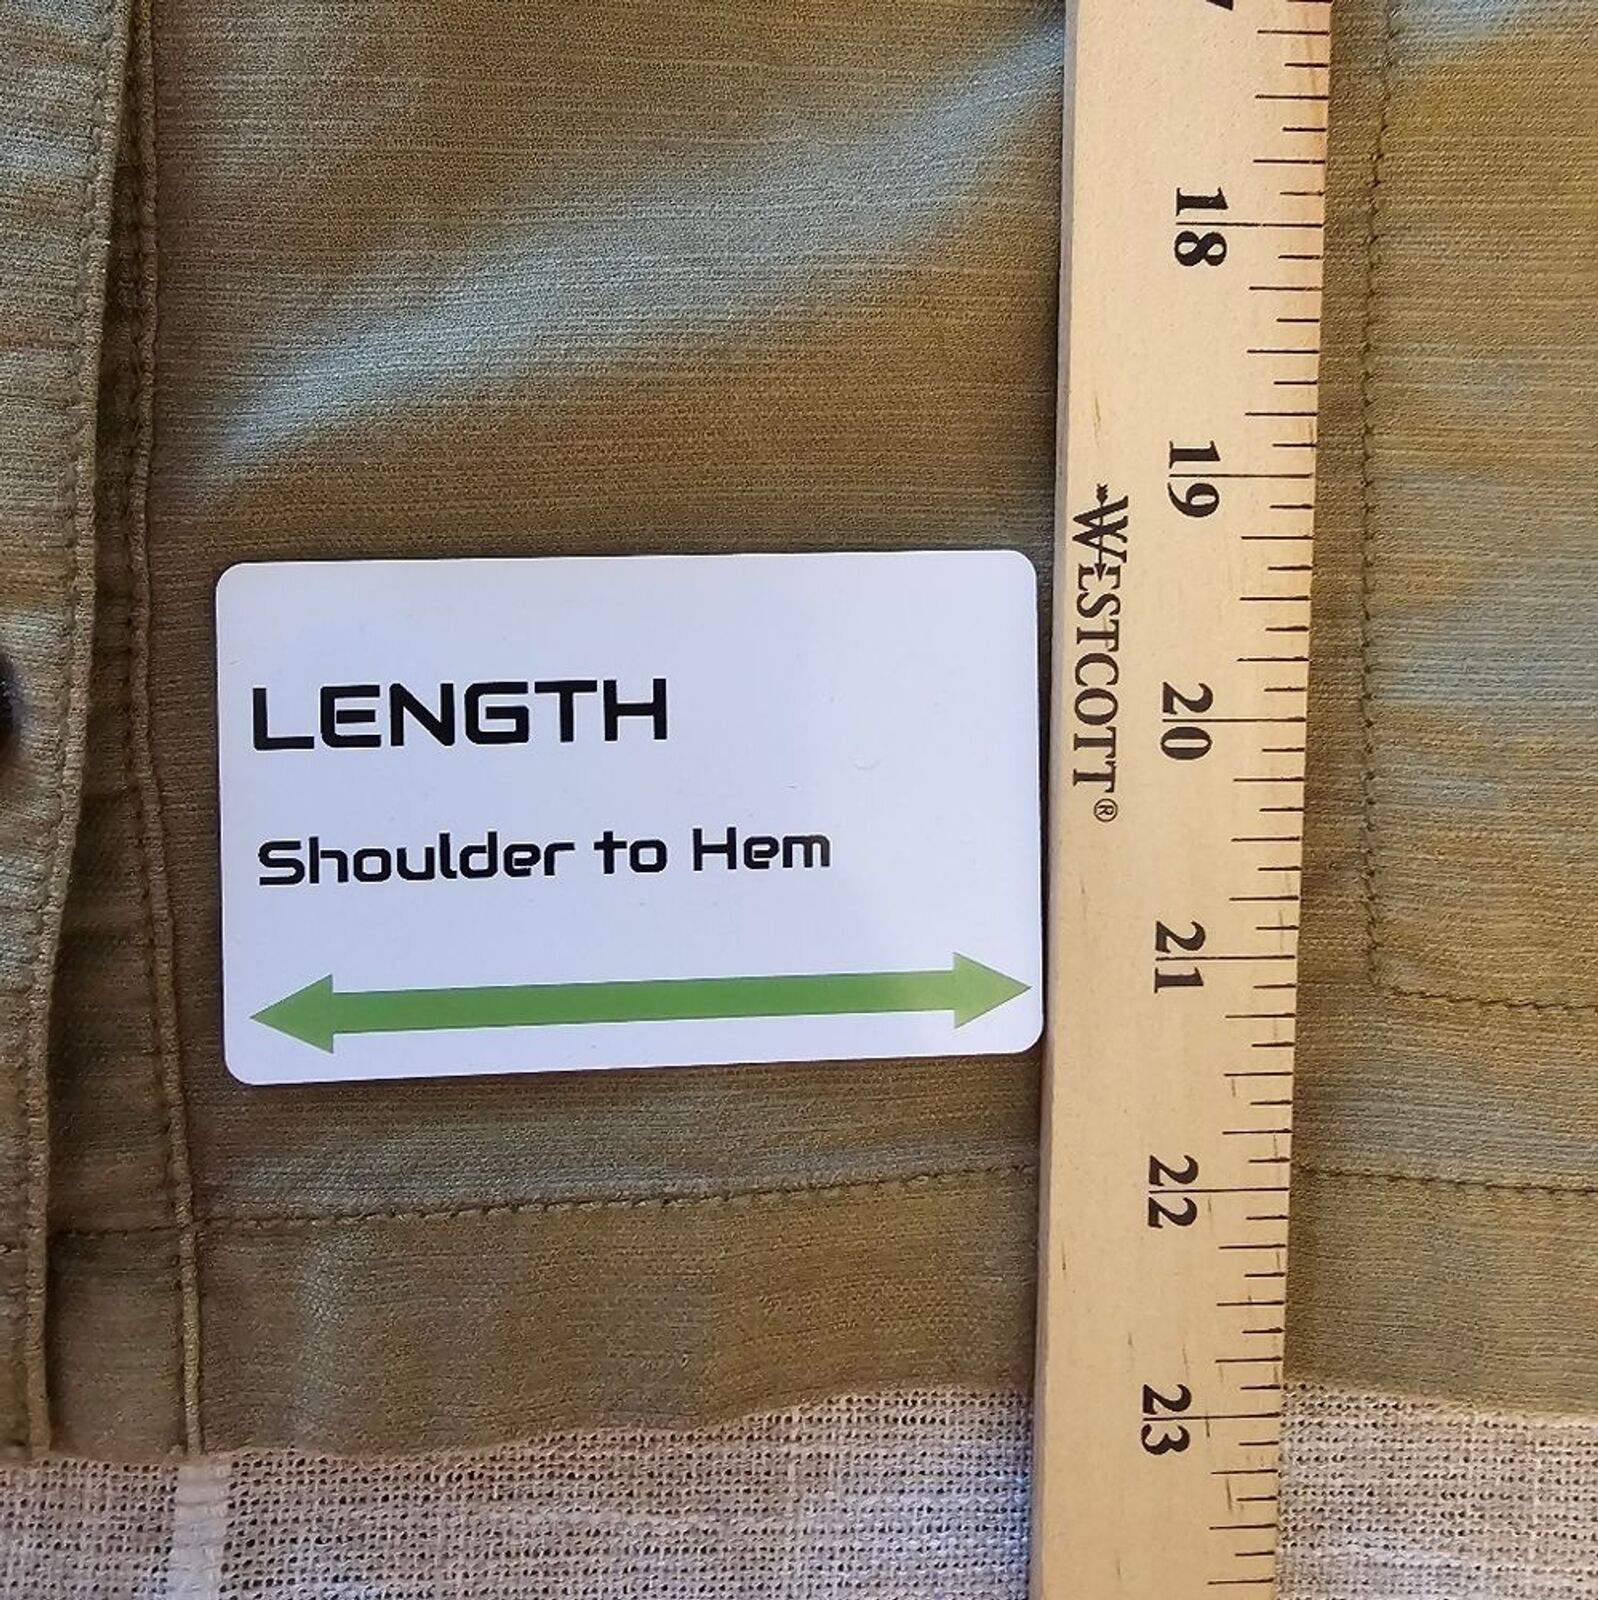 LENGTH
Shoulder to Hem
18
19
20
21
22
23
WESTCOTT®